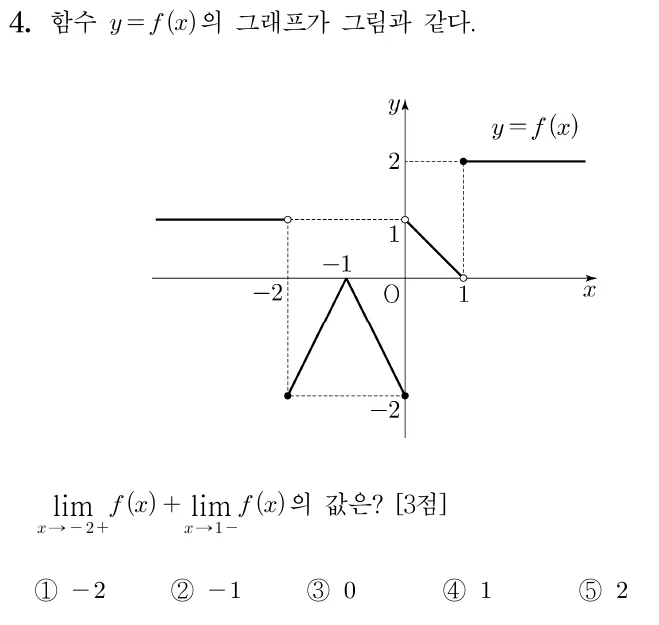 4. 함수 y=f(x)의 그래프가 그림과 같다.
y
y=f(x)
2
1
-1
-2
O
1
x
-2
lim f(x)+lim f(x)의 값은? [3점]
x→-2+ x→1-
① -2 ② -1 ③ 0 ④ 1 ⑤ 2